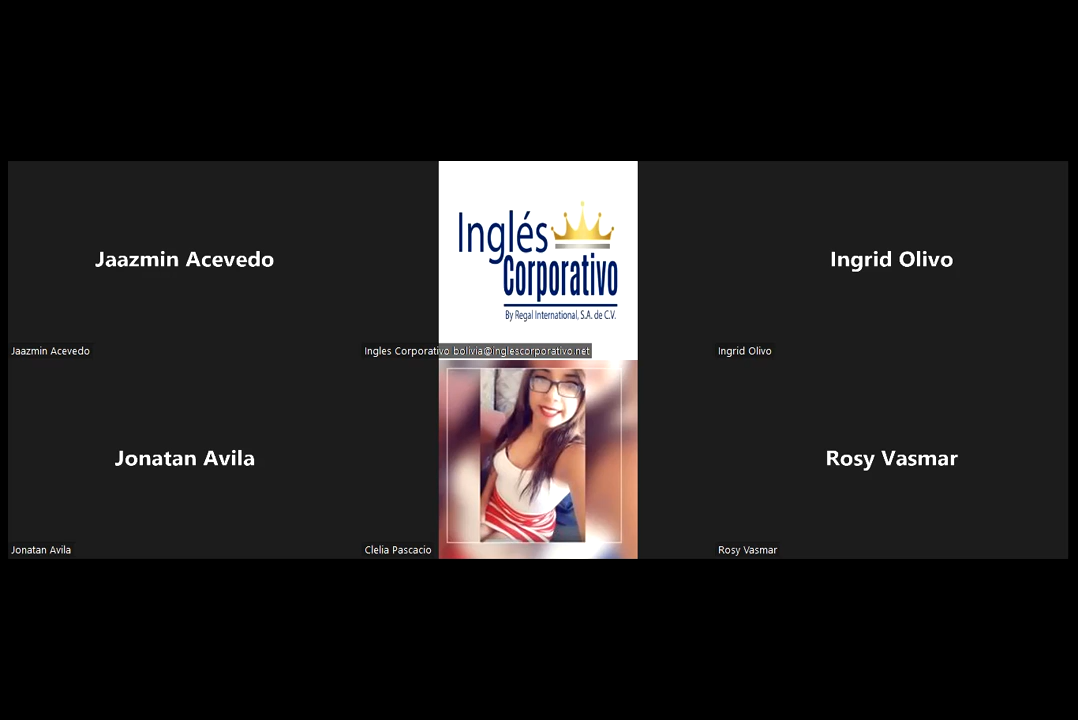 Jaazmin Acevedo
Inglés
Corporativo
By Regal International, S.A. de C.V.
Ingrid Olivo
Jaazmin Acevedo
Ingles Corporativo bolivia@inglescorporativo.net
Ingrid Olivo
Jonatan Avila
Rosy Vasmar
Jonatan Avila
Clelia Pascacio
Rosy Vasmar